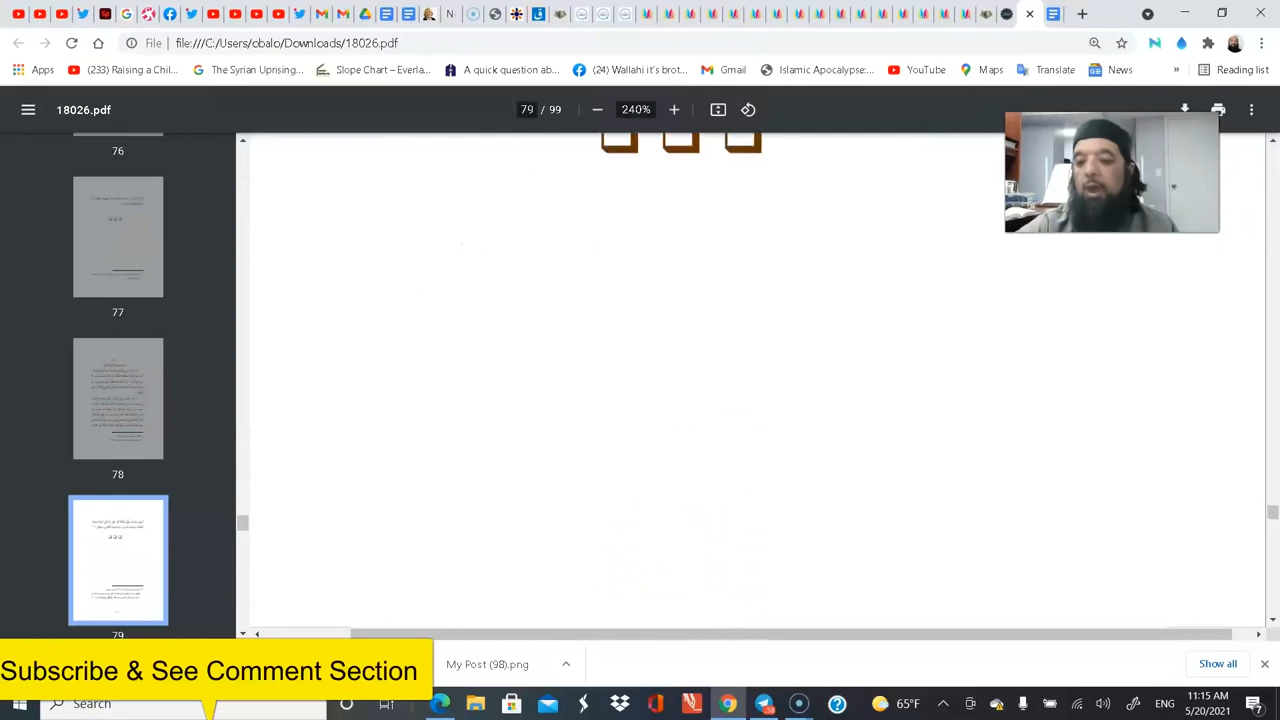 File
file:///C:/Users/obalo/Downloads/18026.pdf
Apps
(233) Raising a Chil...
The Syrian Uprising...
Slope Chart – Everla...
A quick question ab...
(24) Wallahi it's brot...
Gmail
Islamic Apocalypse:...
YouTube
Maps
Translate
News
»
Reading list
18026.pdf
79 / 99
240%
76
77
78
79
Subscribe & See Comment Section
My Post (98).png
Show all
Search
65°F
ENG
11:15 AM
5/20/2021